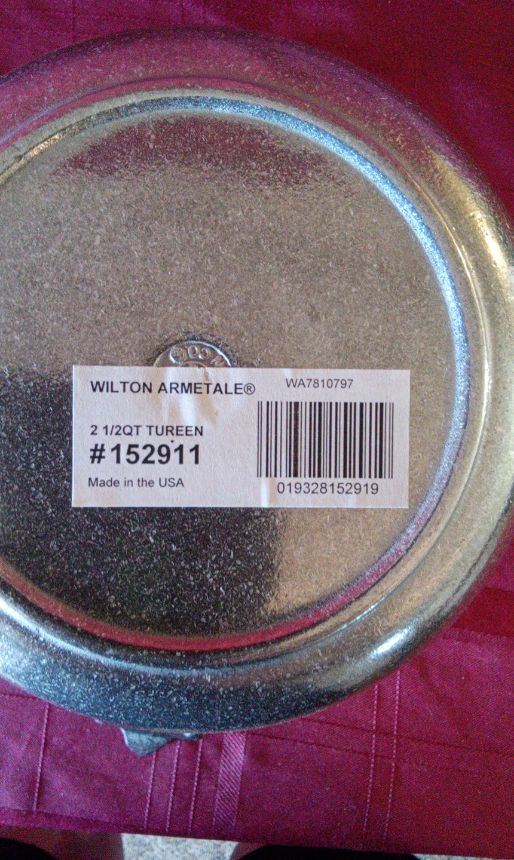 WILTON ARMETALE®
WA7810797
2 1/2QT TUREEN
#152911
Made in the USA
019328152919